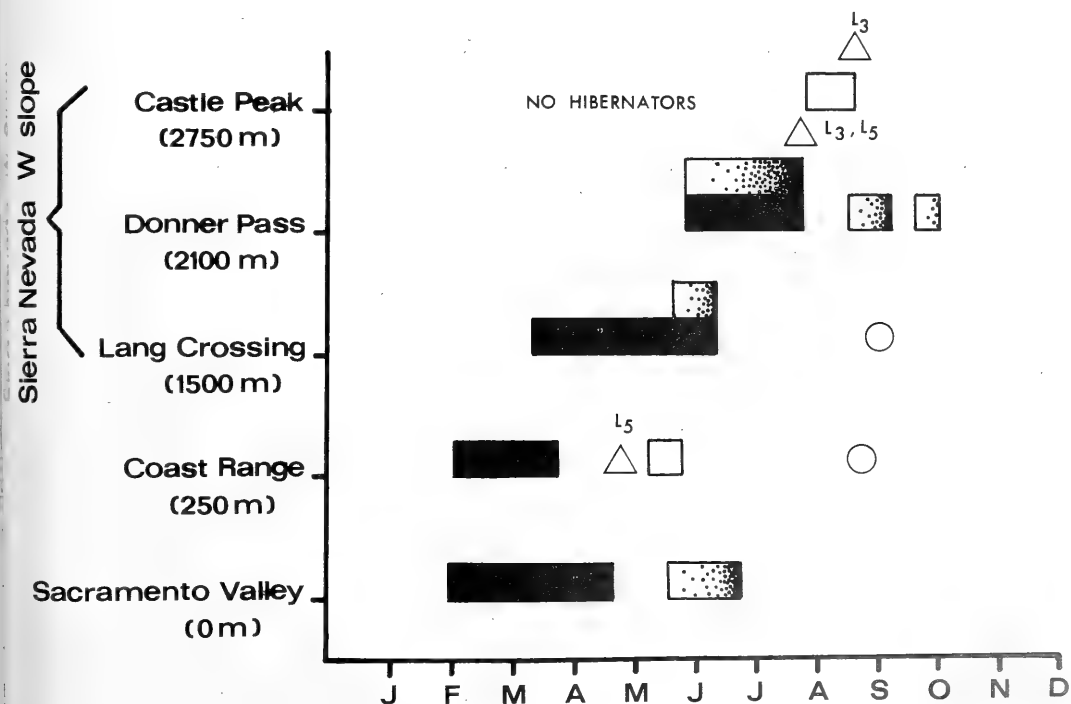 L3
Sierra Nevada W slope
Castle Peak
(2750 m)
NO HIBERNATORS
L3, L5
Donner Pass
(2100 m)
Lang Crossing
(1500 m)
L5
Coast Range
(250 m)
Sacramento Valley
(0 m)
J F M A M J J A S O N D